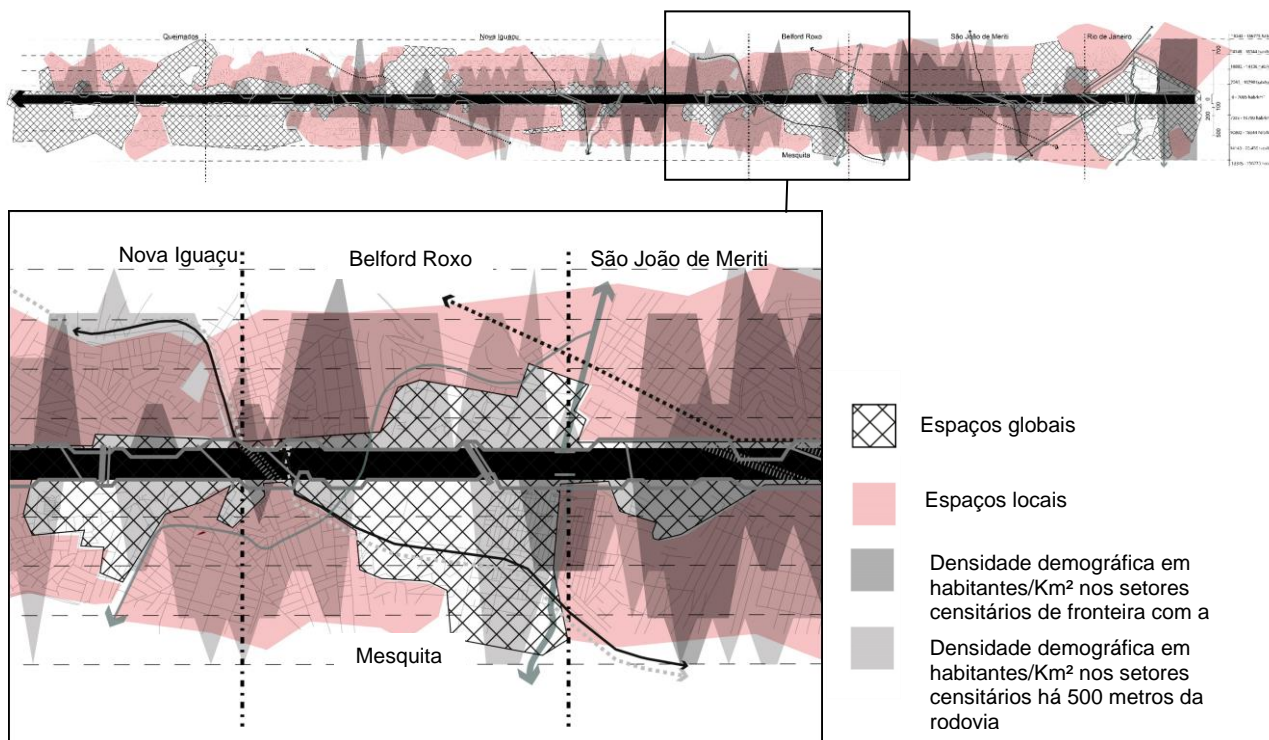 Queimados
Nova Iguaçu
Belford Roxo
São João de Meriti
Rio de Janeiro
Mesquita
Nova Iguaçu
Belford Roxo
São João de Meriti
Mesquita
Espaços globais
Espaços locais
Densidade demográfica em
habitantes/Km² nos setores
censitários de fronteira com a
Densidade demográfica em
habitantes/Km² nos setores
censitários há 500 metros da
rodovia